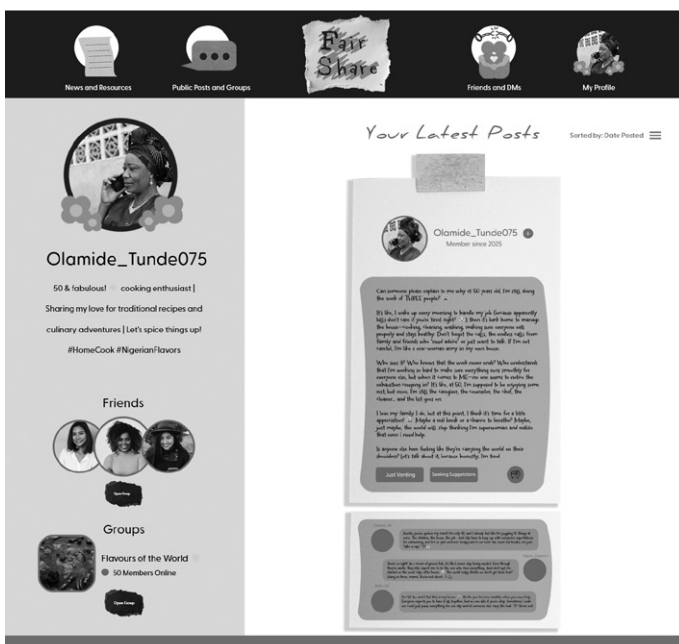 Fair
Share
News and Resources
Public Posts and Groups
Friends and DMs
My Profile
Olamide_Tunde075
50 & fabulous! cooking enthusiast |
Sharing my love for traditional recipes and
culinary adventures | Let's spice things up!
#HomeCook #NigerianFlavors
Friends
Open Group
Groups
Flavours of the World
50 Members Online
Open Group
Your Latest Posts
Sorted by: Date Posted
Olamide_Tunde075
Member since 2025
Can someone please explain to me why at 50 years old, I'm still doing
the work of THREE people?
It's like, I wake up every morning to handle my job (because apparently
bills don't care if you're tired right? ), then it's back home to manage
the house—cooking, cleaning, washing, making sure everyone eats
properly and stays healthy. Don't forget the calls, the endless calls from
family and friends who "need advice" or just want to talk. If I'm not
careful, I'm like a one-woman army in my own house.
Who sees it? Who knows that the work never ends? Who understands
that I'm working so hard to make sure everything runs smoothly for
everyone else, but when it comes to ME—no one seems to notice the
exhaustion creeping in? It's like, at 50, I'm supposed to be enjoying some
rest, but nooo, I'm still the caregiver, the counselor, the chef, the
cleaner... and the list goes on.
I love my family I do, but at this point, I think it's time for a little
appreciation! Maybe a real break or a chance to breathe? Maybe,
just maybe, the world will stop thinking I'm superwoman and realize
that even I need help.
Is anyone else here feeling like they're carrying the world on their
shoulders? Let's talk about it, because honestly, I'm tired.
Just Venting
Seeking Suggestions